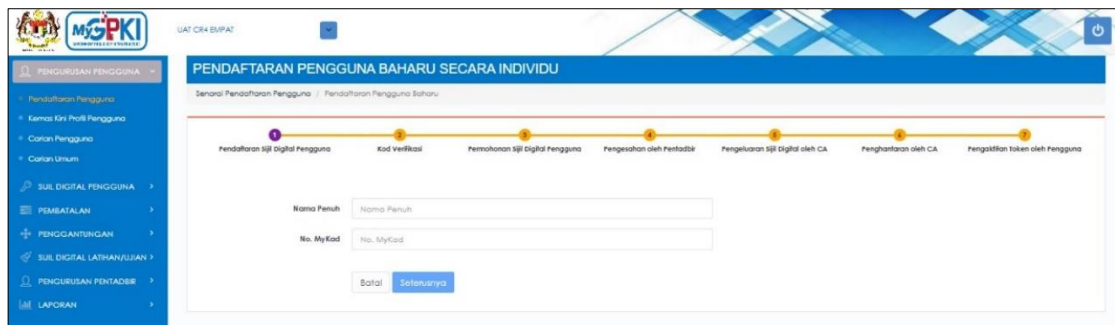 MyGPKI
UAT CR4 EMPAT
PENGURUSAN PENGGUNA
Pendaftaran Pengguna
Kemas Kini Profil Pengguna
Carian Pengguna
Carian Umum
SIJIL DIGITAL PENGGUNA
PEMBATALAN
PENGGANTUNGAN
SIJIL DIGITAL LATIHAN/UJIAN
PENGURUSAN PENTADBIR
LAPORAN
PENDAFTARAN PENGGUNA BAHARU SECARA INDIVIDU
Senarai Pendaftaran Pengguna / Pendaftaran Pengguna Baharu
1 2 3 4 5 6 7
Pendaftaran Sijil Digital Pengguna Kod Verifikasi Permohonan Sijil Digital Pengguna Pengesahan oleh Pentadbir Pengeluaran Sijil Digital oleh CA Penghantaran oleh CA Pengaktifan Token oleh Pengguna
Nama Penuh Nama Penuh
No. MyKad No. MyKad
Batal Seterusnya